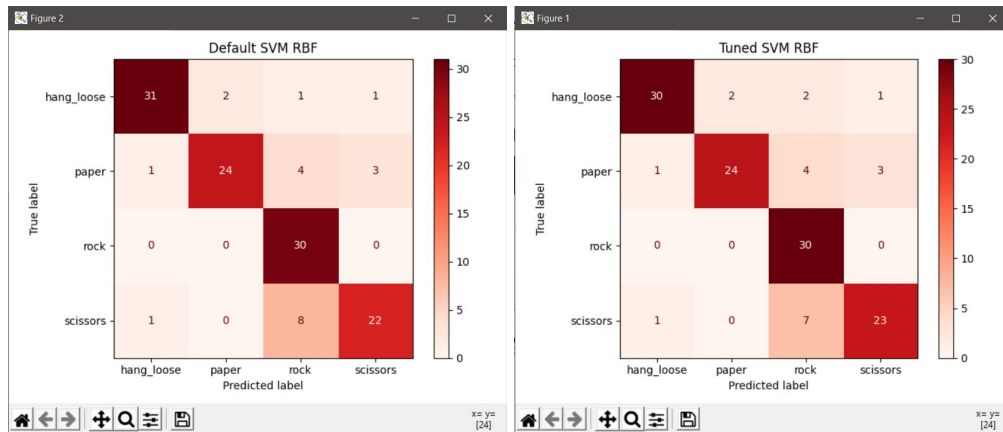 Figure 2
Default SVM RBF
True label
hang_loose 31 2 1 1
paper 1 24 4 3
rock 0 0 30 0
scissors 1 0 8 22
hang_loose paper rock scissors
Predicted label
30
25
20
15
10
5
0
x= y=
[24]
Figure 1
Tuned SVM RBF
True label
hang_loose 30 2 2 1
paper 1 24 4 3
rock 0 0 30 0
scissors 1 0 7 23
hang_loose paper rock scissors
Predicted label
30
25
20
15
10
5
0
x= y=
[24]